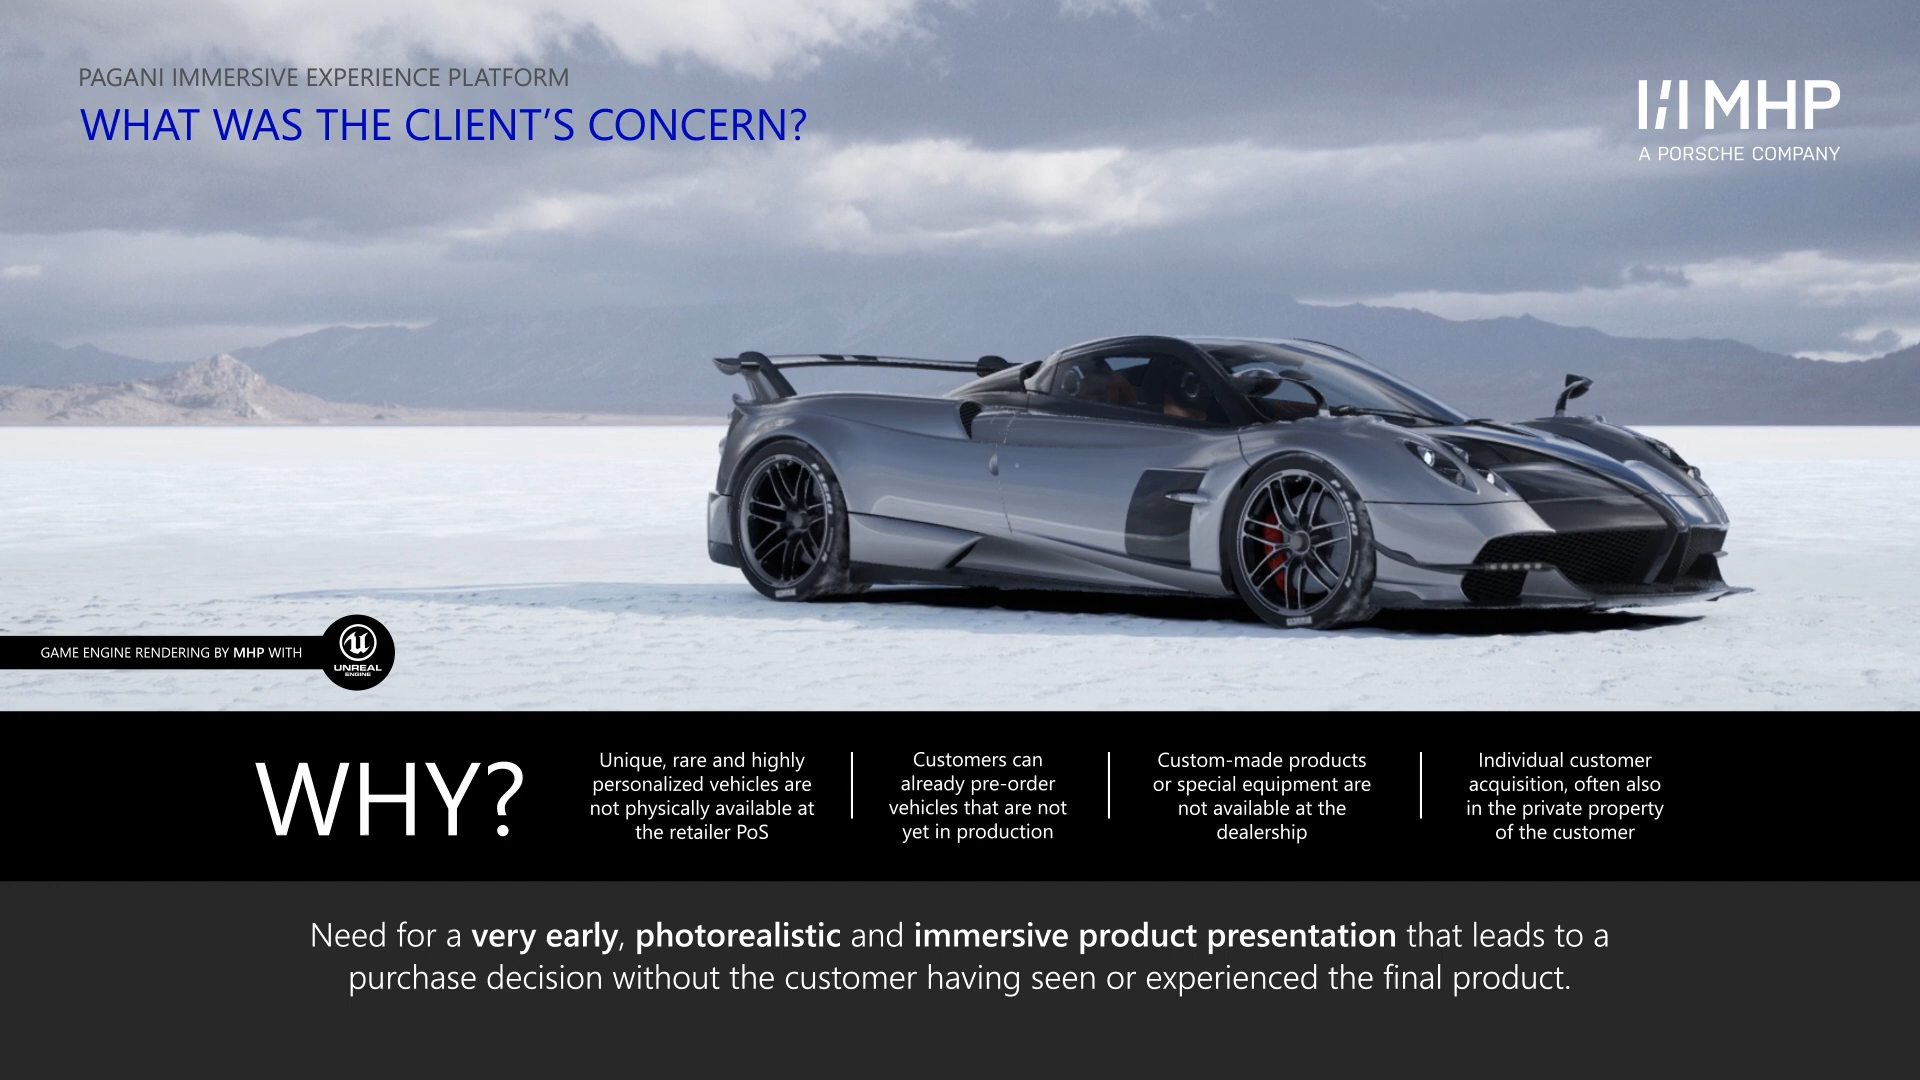 PAGANI IMMERSIVE EXPERIENCE PLATFORM
WHAT WAS THE CLIENT’S CONCERN?
MHP
A PORSCHE COMPANY
GAME ENGINE RENDERING BY MHP WITH
UNREAL
ENGINE
WHY?
Unique, rare and highly
personalized vehicles are
not physically available at
the retailer PoS
Customers can
already pre-order
vehicles that are not
yet in production
Custom-made products
or special equipment are
not available at the
dealership
Individual customer
acquisition, often also
in the private property
of the customer
Need for a very early, photorealistic and immersive product presentation that leads to a
purchase decision without the customer having seen or experienced the final product.